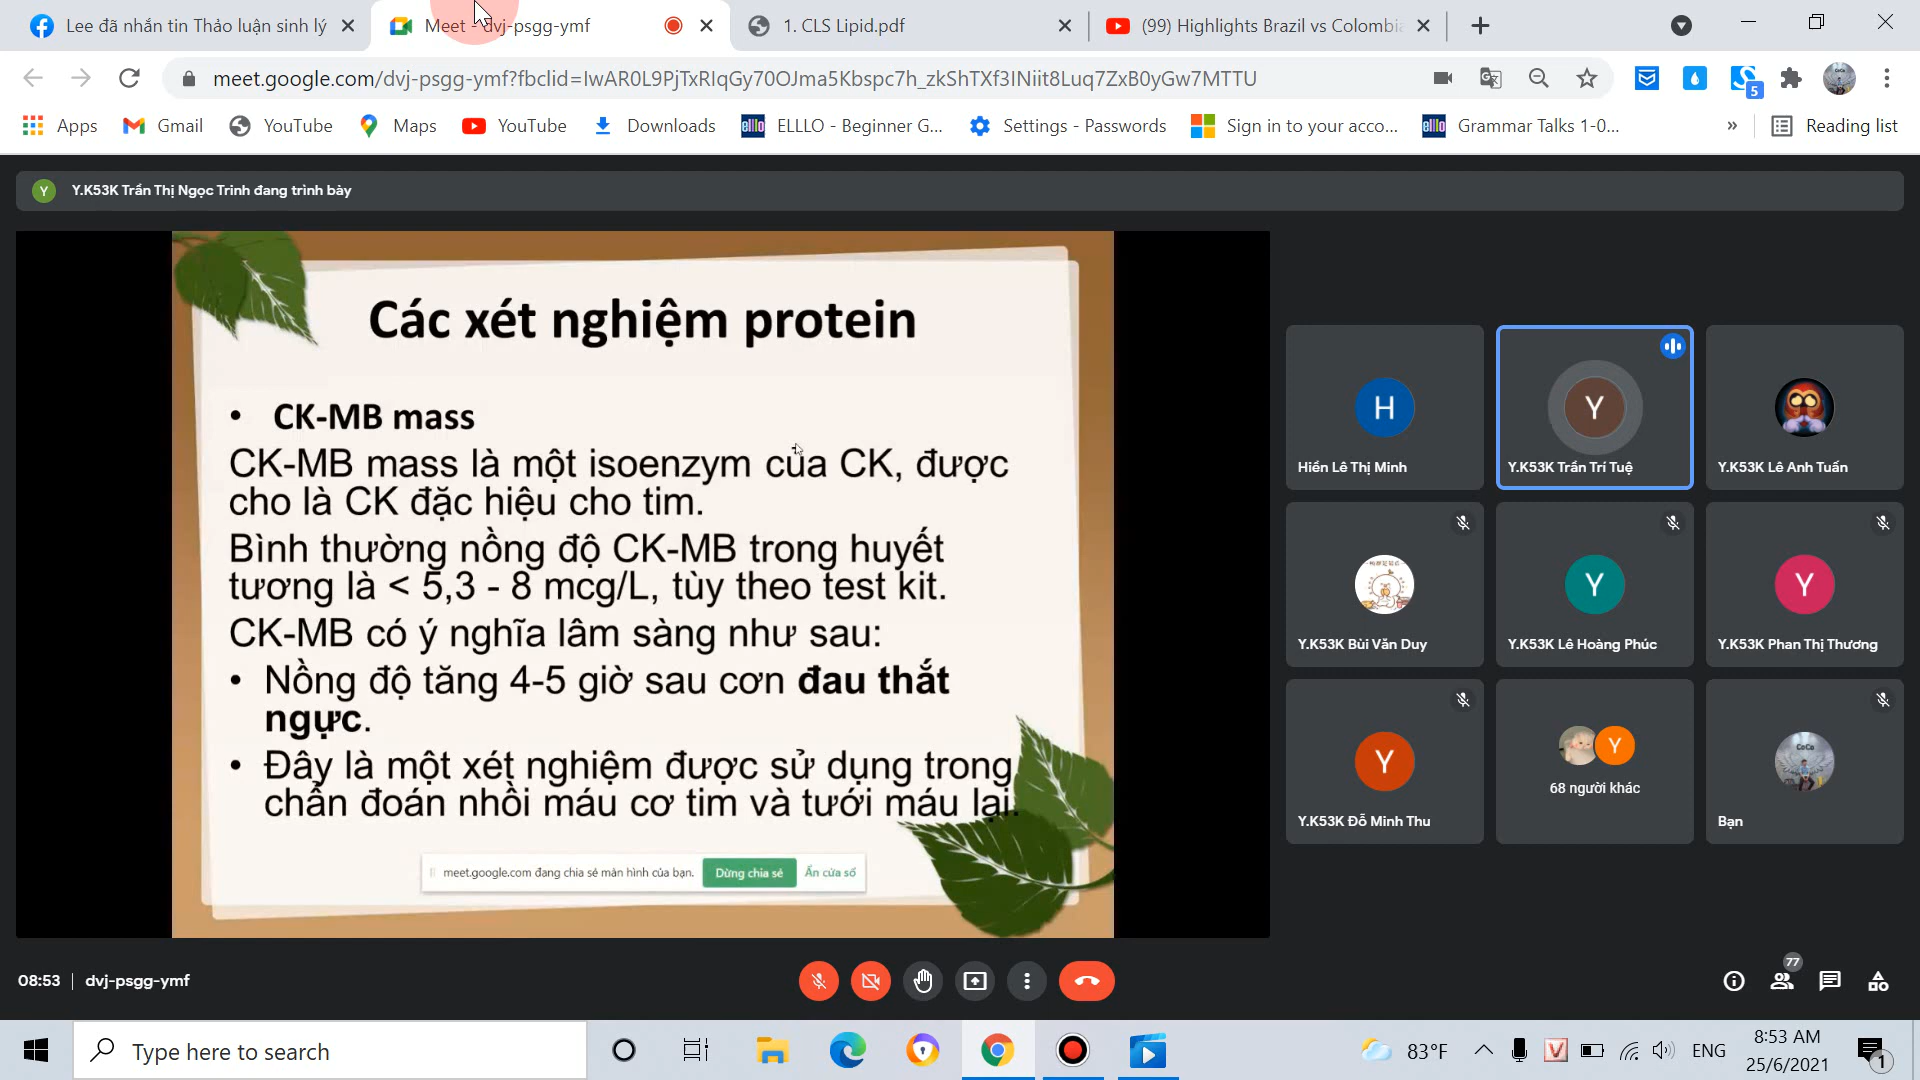 Lee đã nhắn tin Thảo luận sinh lý
Meet - dvj-psgg-ymf
1. CLS Lipid.pdf
(99) Highlights Brazil vs Colombia
meet.google.com/dvj-psgg-ymf?fbclid=IwAR0L9PjTxRIqGy70OJma5Kbspc7h_zkShTXf3INiit8Luq7ZxB0yGw7MTTU
5
Apps
Gmail
YouTube
Maps
YouTube
Downloads
elllo
ELLLO - Beginner G...
Settings - Passwords
Sign in to your acco...
elllo
Grammar Talks 1-0...
»
Reading list
Y
Y.K53K Trần Thị Ngọc Trinh đang trình bày
Các xét nghiệm protein
• CK-MB mass
CK-MB mass là một isoenzym của CK, được
cho là CK đặc hiệu cho tim.
Bình thường nồng độ CK-MB trong huyết
tương là < 5,3 - 8 mcg/L, tùy theo test kit.
CK-MB có ý nghĩa lâm sàng như sau:
• Nồng độ tăng 4-5 giờ sau cơn đau thắt
ngực.
• Đây là một xét nghiệm được sử dụng trong
chẩn đoán nhồi máu cơ tim và tưới máu lại.
meet.google.com đang chia sẻ màn hình của bạn.
Dừng chia sẻ
Ẩn cửa sổ
H
Hiền Lê Thị Minh
Y
Y.K53K Trần Trí Tuệ
Y.K53K Lê Anh Tuấn
Y.K53K Bùi Văn Duy
Y
Y.K53K Lê Hoàng Phúc
Y
Y.K53K Phan Thị Thương
Y
Y.K53K Đỗ Minh Thu
Y
68 người khác
CoCo
Bạn
08:53 | dvj-psgg-ymf
77
Type here to search
83°F
V
ENG
8:53 AM
25/6/2021
1